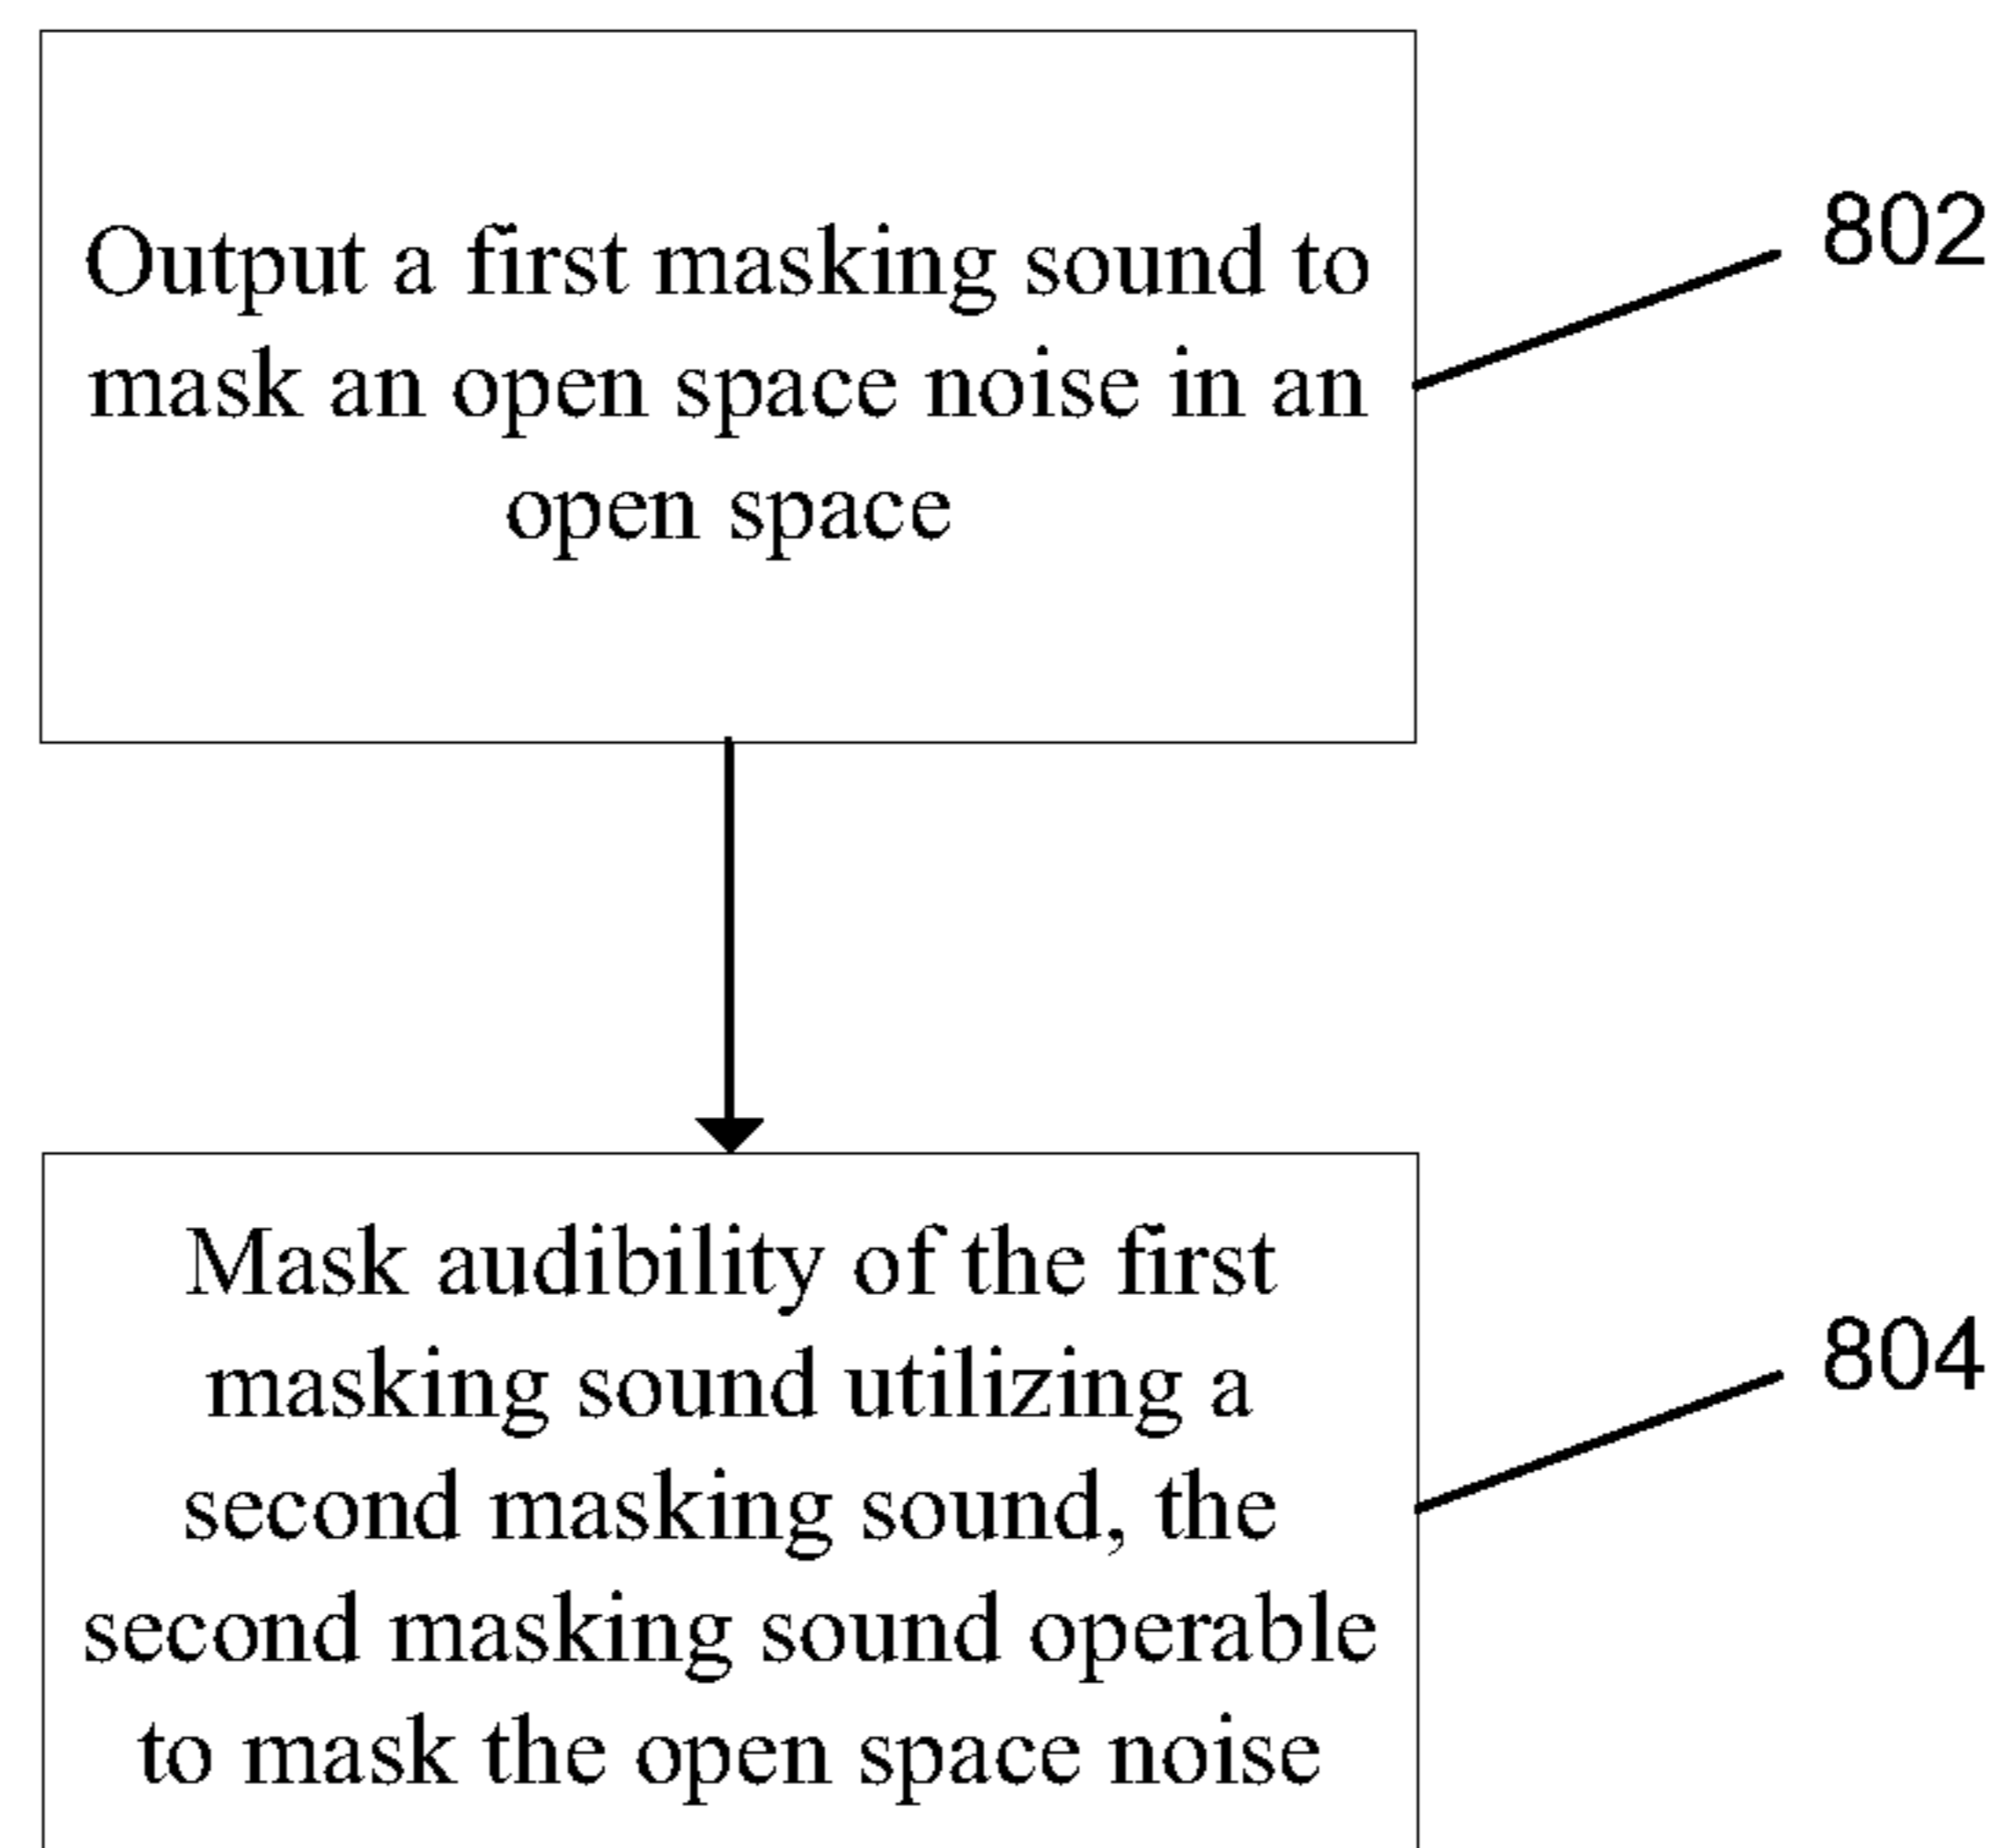 Output a first masking sound to
mask an open space noise in an
open space
802
Mask audibility of the first
masking sound utilizing a
second masking sound, the
second masking sound operable
to mask the open space noise
804